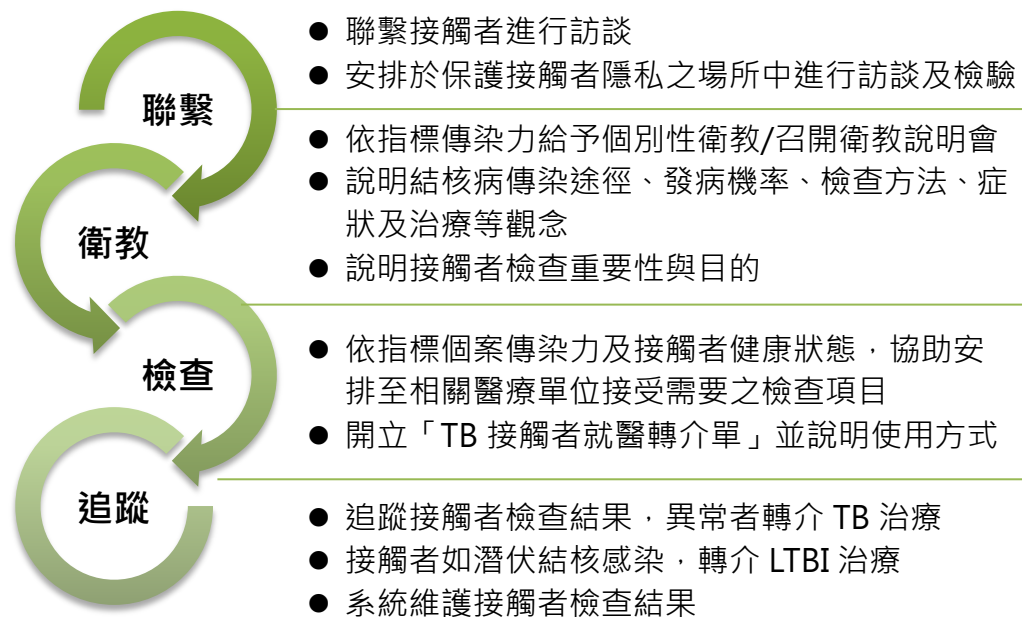 聯繫
● 聯繫接觸者進行訪談
● 安排於保護接觸者隱私之場所中進行訪談及檢驗
衛教
● 依指標傳染力給予個別性衛教/召開衛教說明會
● 說明結核病傳染途徑、發病機率、檢查方法、症
狀及治療等觀念
● 說明接觸者檢查重要性與目的
檢查
● 依指標個案傳染力及接觸者健康狀態，協助安
排至相關醫療單位接受需要之檢查項目
● 開立「TB 接觸者就醫轉介單」並說明使用方式
追蹤
● 追蹤接觸者檢查結果，異常者轉介 TB 治療
● 接觸者如潛伏結核感染，轉介 LTBI 治療
● 系統維護接觸者檢查結果